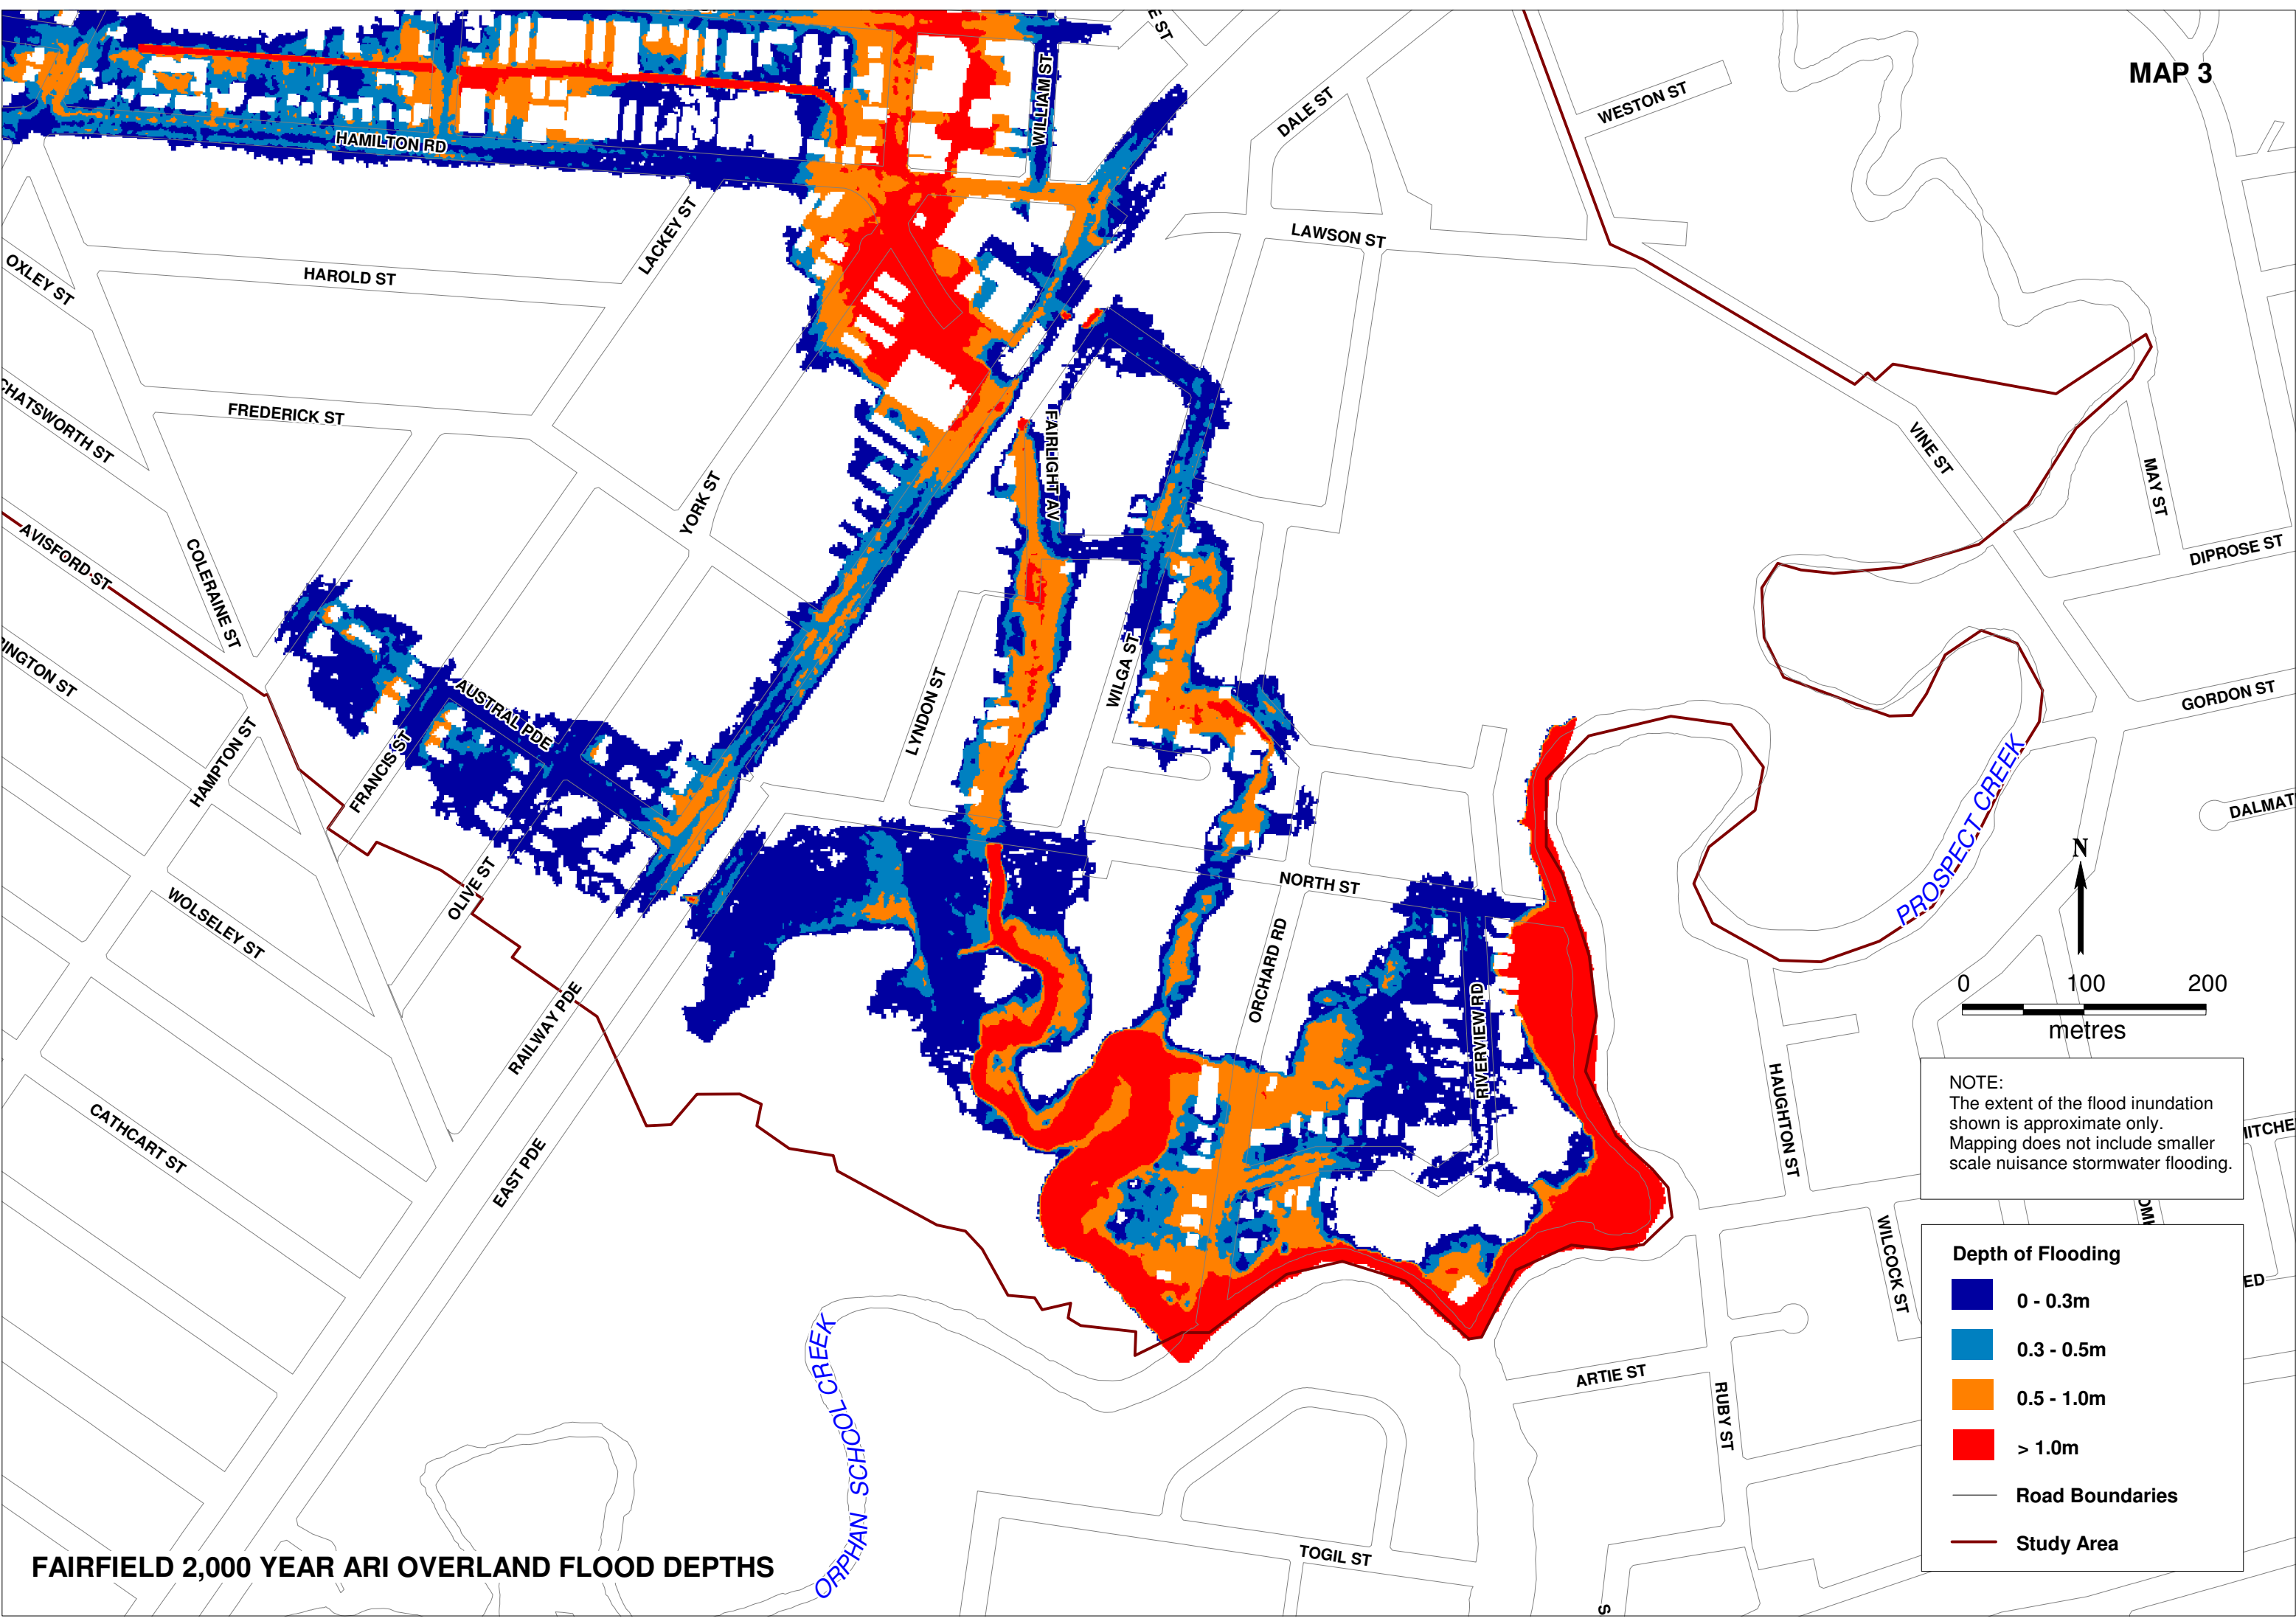 MAP 3
WILLIAM ST
DALE ST
WESTON ST
HAMILTON RD
LAWSON ST
LACKEY ST
HAROLD ST
OXLEY ST
FREDERICK ST
CHATSWORTH ST
FAIRLIGHT AV
VINE ST
MAY ST
YORK ST
DIPROSE ST
AVISFORD ST
COLERAINE ST
WILGA ST
LYNDON ST
AUSTRAL PDE
GORDON ST
HAMPTON ST
FRANCIS ST
PROSPECT CREEK
N
NORTH ST
OLIVE ST
WOLSELEY ST
ORCHARD RD
RAILWAY PDE
RIVERVIEW RD
0 100 200
metres
HAUGHTON ST
NOTE:
The extent of the flood inundation
shown is approximate only.
Mapping does not include smaller
scale nuisance stormwater flooding.
CATHCART ST
EAST PDE
WILCOCK ST
Depth of Flooding
0 - 0.3m
0.3 - 0.5m
0.5 - 1.0m
> 1.0m
Road Boundaries
Study Area
ORPHAN SCHOOL CREEK
ARTIE ST
RUBY ST
TOGIL ST
FAIRFIELD 2,000 YEAR ARI OVERLAND FLOOD DEPTHS